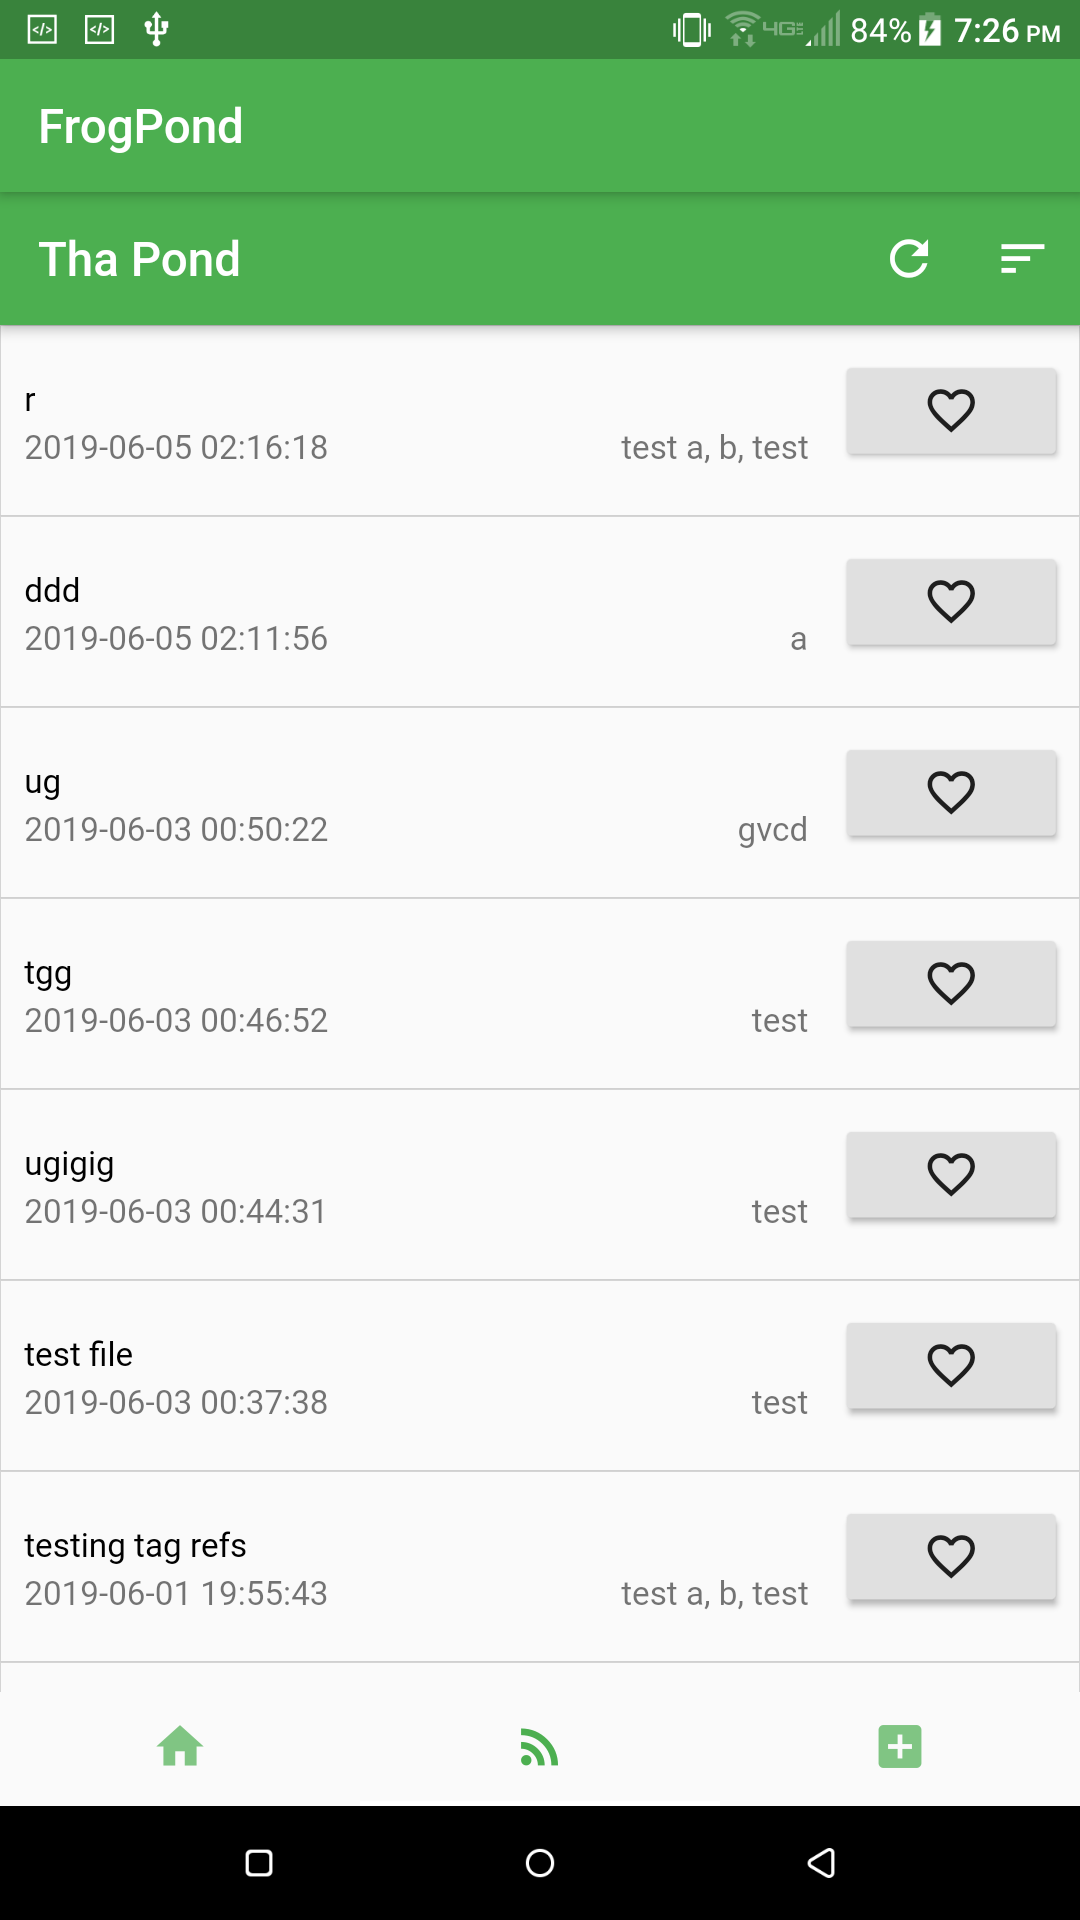 84% 7:26 PM
FrogPond
Tha Pond
r
2019-06-05 02:16:18 test a, b, test
ddd
2019-06-05 02:11:56 a
ug
2019-06-03 00:50:22 gvcd
tgg
2019-06-03 00:46:52 test
ugigig
2019-06-03 00:44:31 test
test file
2019-06-03 00:37:38 test
testing tag refs
2019-06-01 19:55:43 test a, b, test